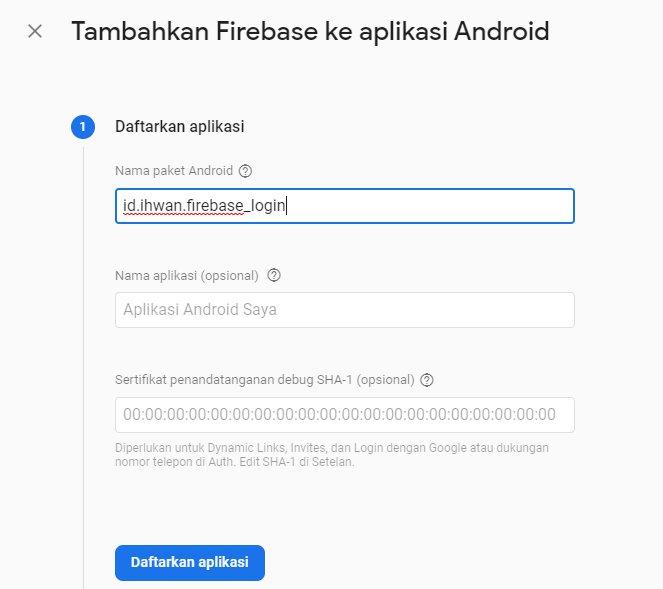 Tambahkan Firebase ke aplikasi Android
1 Daftarkan aplikasi
Nama paket Android
id.ihwan.firebase_login
Nama aplikasi (opsional)
Aplikasi Android Saya
Sertifikat penandatanganan debug SHA-1 (opsional)
00:00:00:00:00:00:00:00:00:00:00:00:00:00:00:00:00:00:00:00
Diperlukan untuk Dynamic Links, Invites, dan Login dengan Google atau dukungan
nomor telepon di Auth. Edit SHA-1 di Setelan.
Daftarkan aplikasi